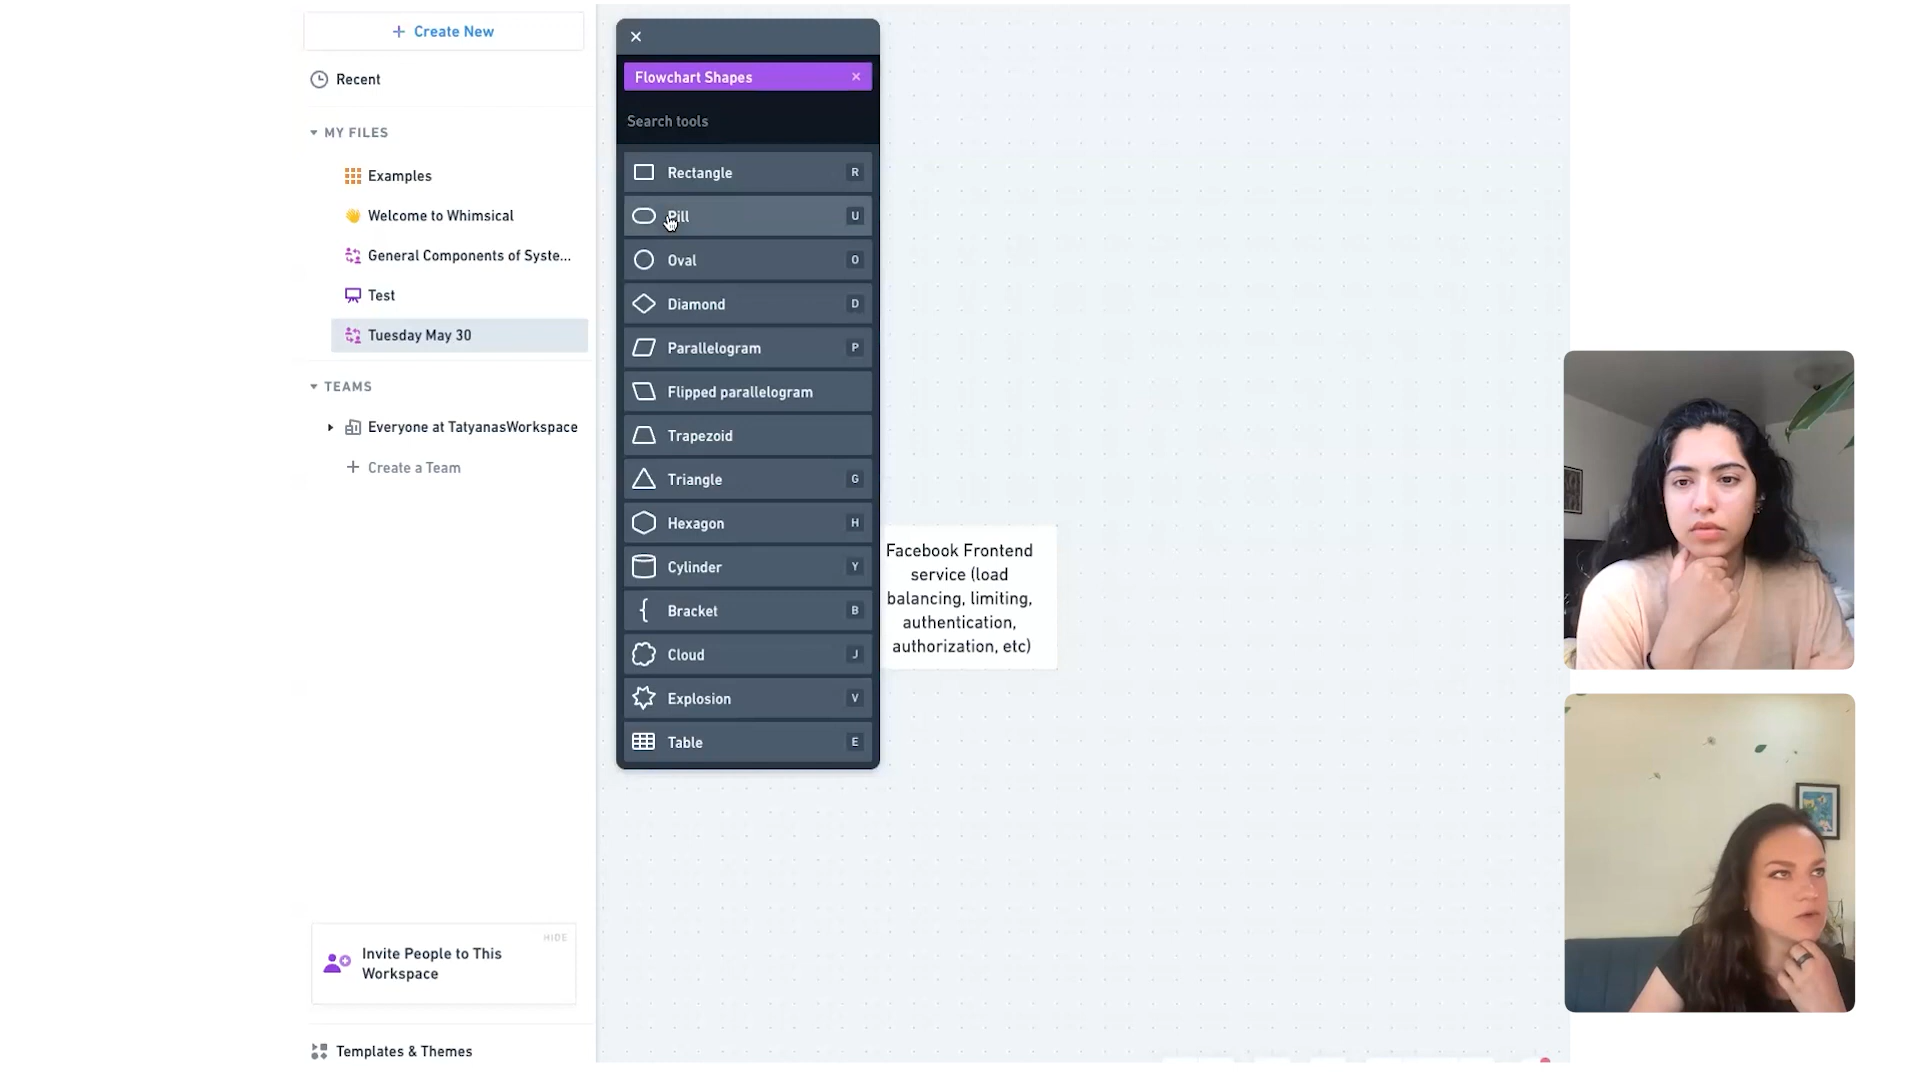 + Create New
Recent
MY FILES
Examples
Welcome to Whimsical
General Components of Syste...
Test
Tuesday May 30
TEAMS
Everyone at TatyanasWorkspace
+ Create a Team
HIDE
Invite People to This
Workspace
Templates & Themes
Flowchart Shapes
Search tools
Rectangle R
Pill U
Oval O
Diamond D
Parallelogram P
Flipped parallelogram
Trapezoid
Triangle G
Hexagon H
Cylinder Y
Bracket B
Cloud J
Explosion V
Table E
Facebook Frontend
service (load
balancing, limiting,
authentication,
authorization, etc)